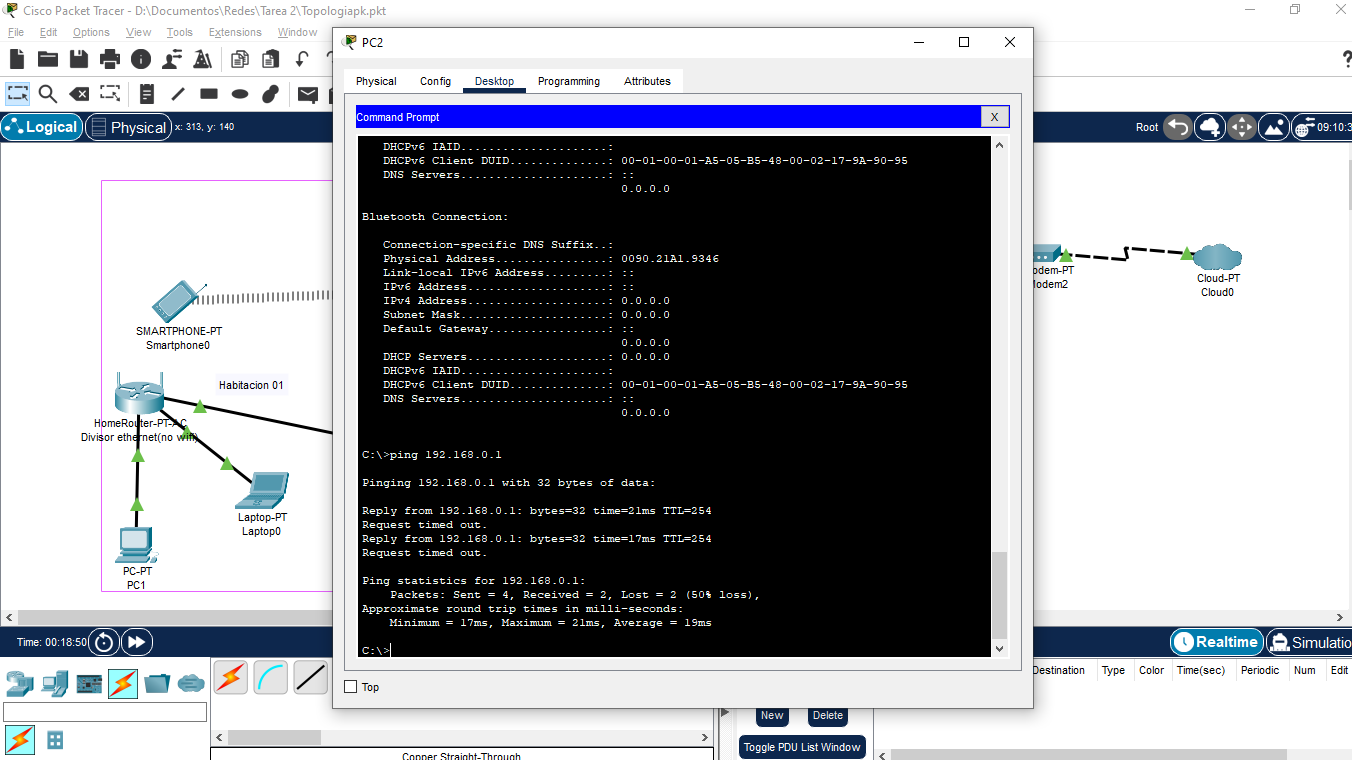 Cisco Packet Tracer - D:\Documentos\Redes\Tarea 2\Topologiapk.pkt
File Edit Options View Tools Extensions Window
PC2
Physical Config Desktop Programming Attributes
Command Prompt
X
Logical
Physical
x: 313, y: 140
Root
09:10:3
DHCPv6 IAID
DHCPv6 Client DUID..................: 00-01-00-01-A5-05-B5-48-00-02-17-9A-90-95
DNS Servers.....................: ::
0.0.0.0
Bluetooth Connection:
Connection-specific DNS Suffix..:
Physical Address................: 0090.21A1.9346
Link-local IPv6 Address.........: ::
IPv6 Address....................: ::
IPv4 Address....................: 0.0.0.0
Subnet Mask.....................: 0.0.0.0
Default Gateway.................: ::
0.0.0.0
DHCP Servers....................: 0.0.0.0
DHCPv6 IAID.....................:
DHCPv6 Client DUID..............: 00-01-00-01-A5-05-B5-48-00-02-17-9A-90-95
DNS Servers.....................: ::
0.0.0.0
C:\>ping 192.168.0.1
Pinging 192.168.0.1 with 32 bytes of data:
Reply from 192.168.0.1: bytes=32 time=21ms TTL=254
Request timed out.
Reply from 192.168.0.1: bytes=32 time=17ms TTL=254
Request timed out.
Ping statistics for 192.168.0.1:
Packets: Sent = 4, Received = 2, Lost = 2 (50% loss),
Approximate round trip times in milli-seconds:
Minimum = 17ms, Maximum = 21ms, Average = 19ms
C:\>
Top
SMARTPHONE-PT
Smartphone0
Habitacion 01
HomeRouter-PT-AC
Divisor ethernet(no wifi)
Laptop-PT
Laptop0
PC-PT
PC1
odem-PT
Modem2
Cloud-PT
Cloud0
Time: 00:18:50
Realtime
Simulatio
Destination Type Color Time(sec) Periodic Num Edit
New
Delete
Toggle PDU List Window
Copper Straight-Through